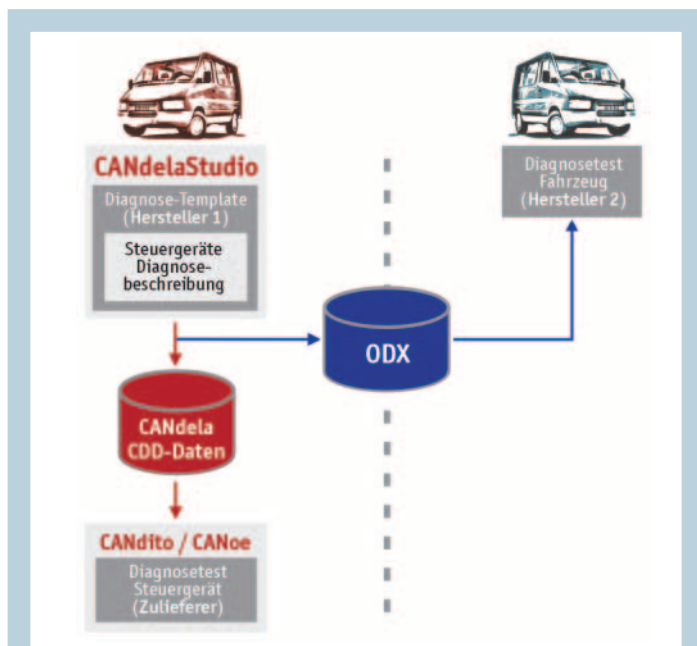 CANdelaStudio
Diagnose-Template
(Hersteller 1)
Steuergeräte
Diagnose-
beschreibung
CANdela
CDD-Daten
CANdito / CANoe
Diagnosetest
Steuergerät
(Zulieferer)
ODX
Diagnosetest
Fahrzeug
(Hersteller 2)